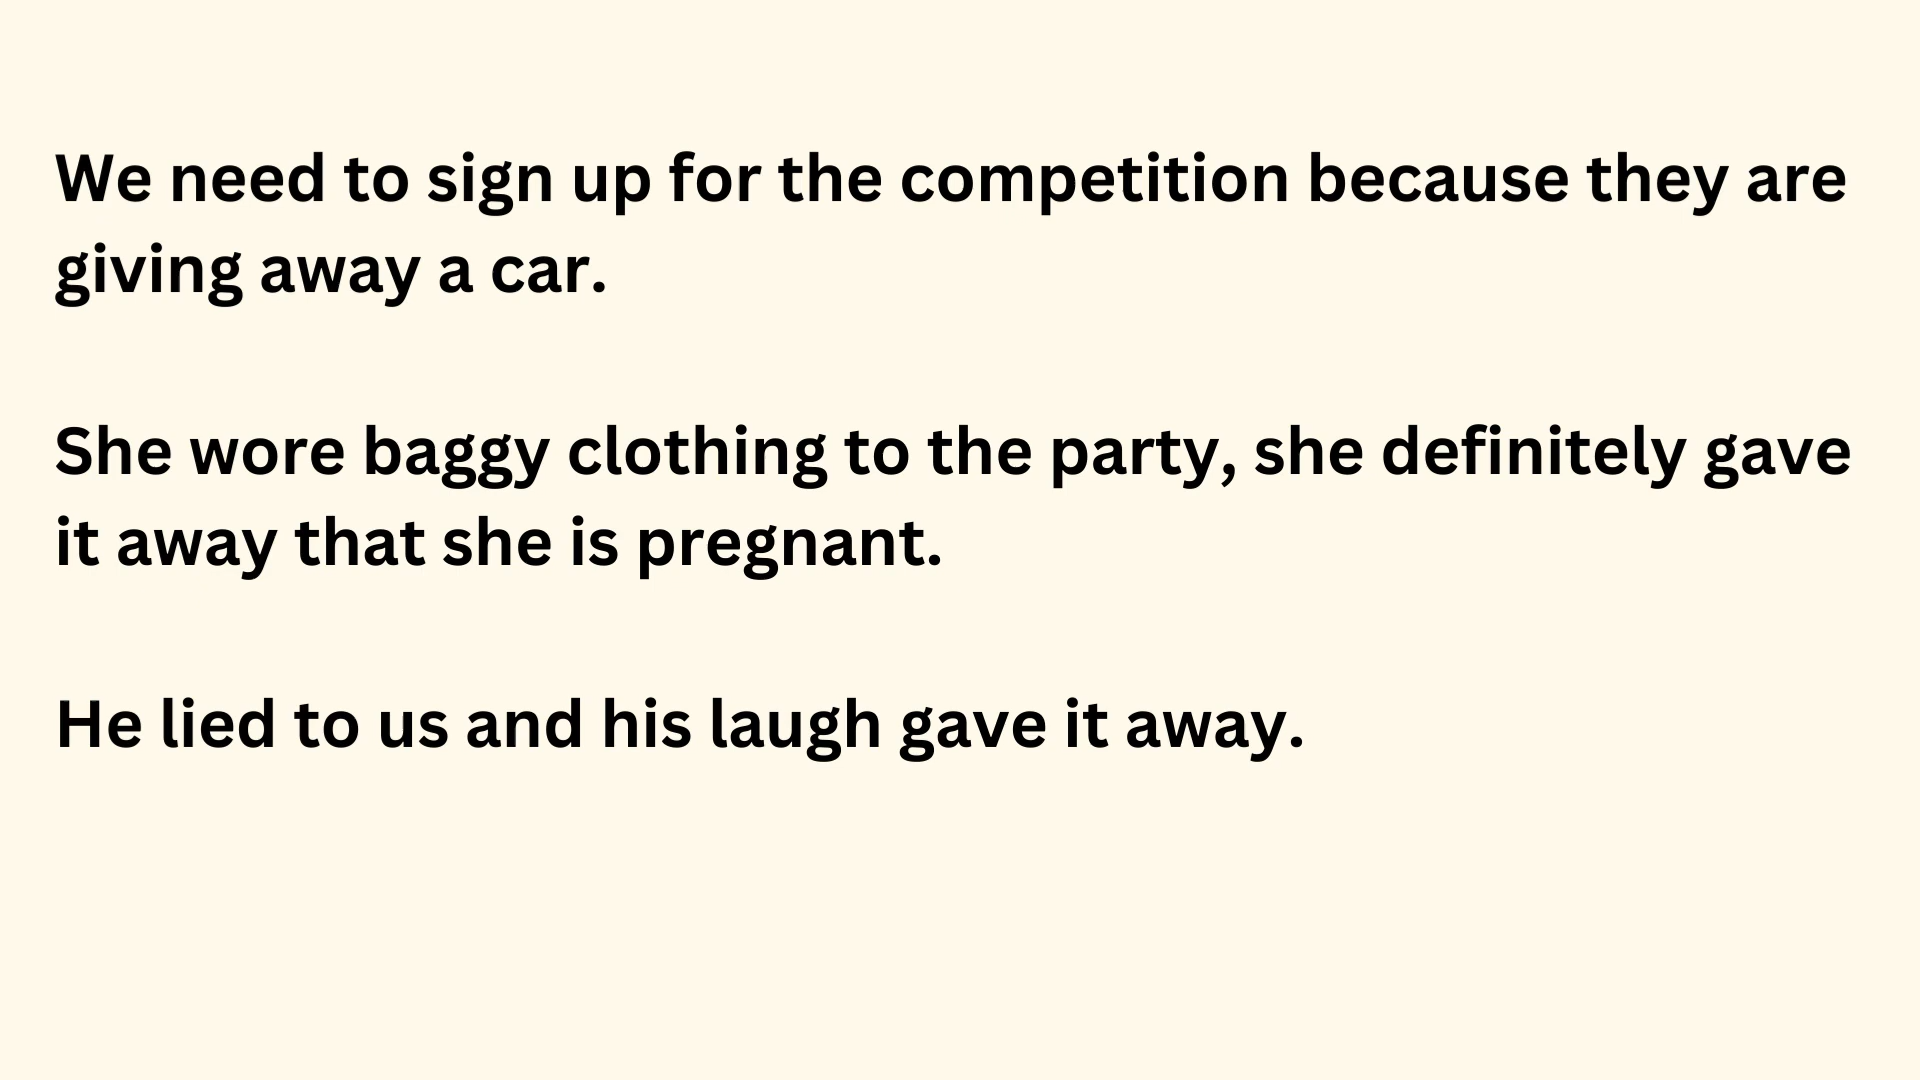 We need to sign up for the competition because they are
giving away a car.
She wore baggy clothing to the party, she definitely gave
it away that she is pregnant.
He lied to us and his laugh gave it away.